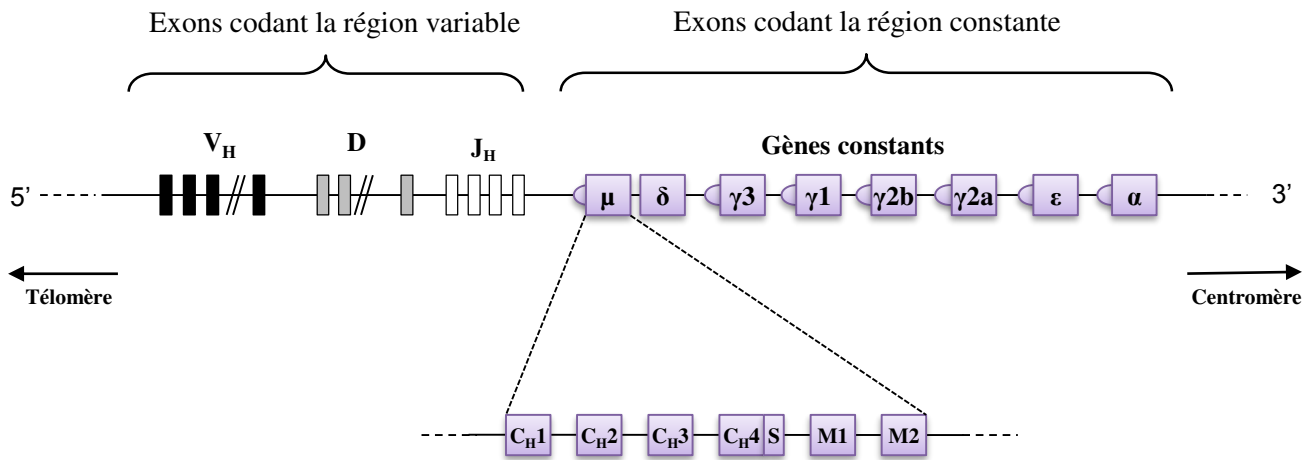 Exons codant la région variable
Exons codant la région constante
V_H
D
J_H
Gènes constants
5’
μ
δ
γ3
γ1
γ2b
γ2a
ε
α
3’
Télomère
Centromère
C_H1
C_H2
C_H3
C_H4
S
M1
M2